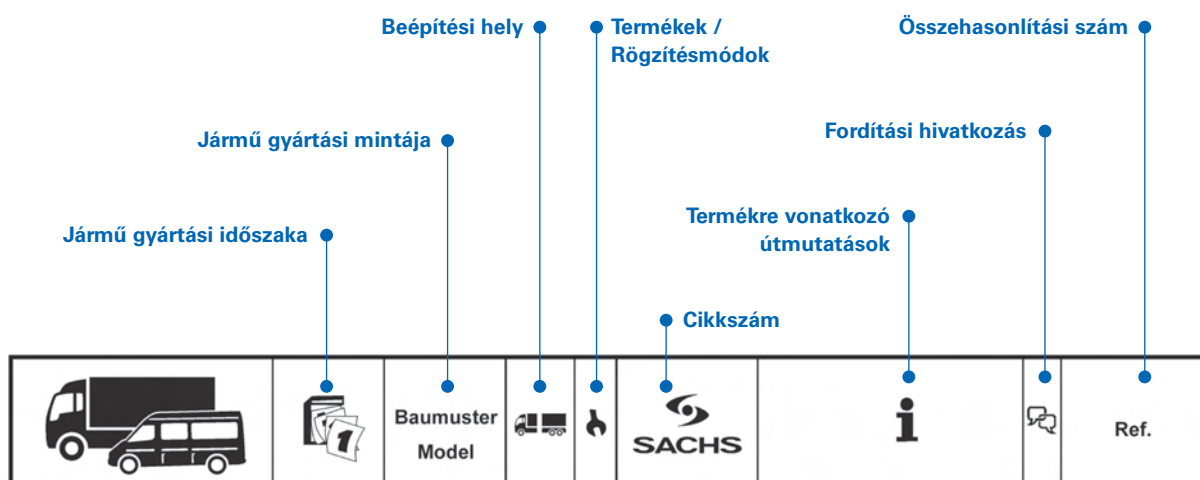 Beépítési hely
Termékek /
Rögzítésmódok
Összehasonlítási szám
Jármű gyártási mintája
Fordítási hivatkozás
Jármű gyártási időszaka
Termékre vonatkozó
útmutatások
Cikkszám
1
Baumuster
Model
SACHS
i
Ref.